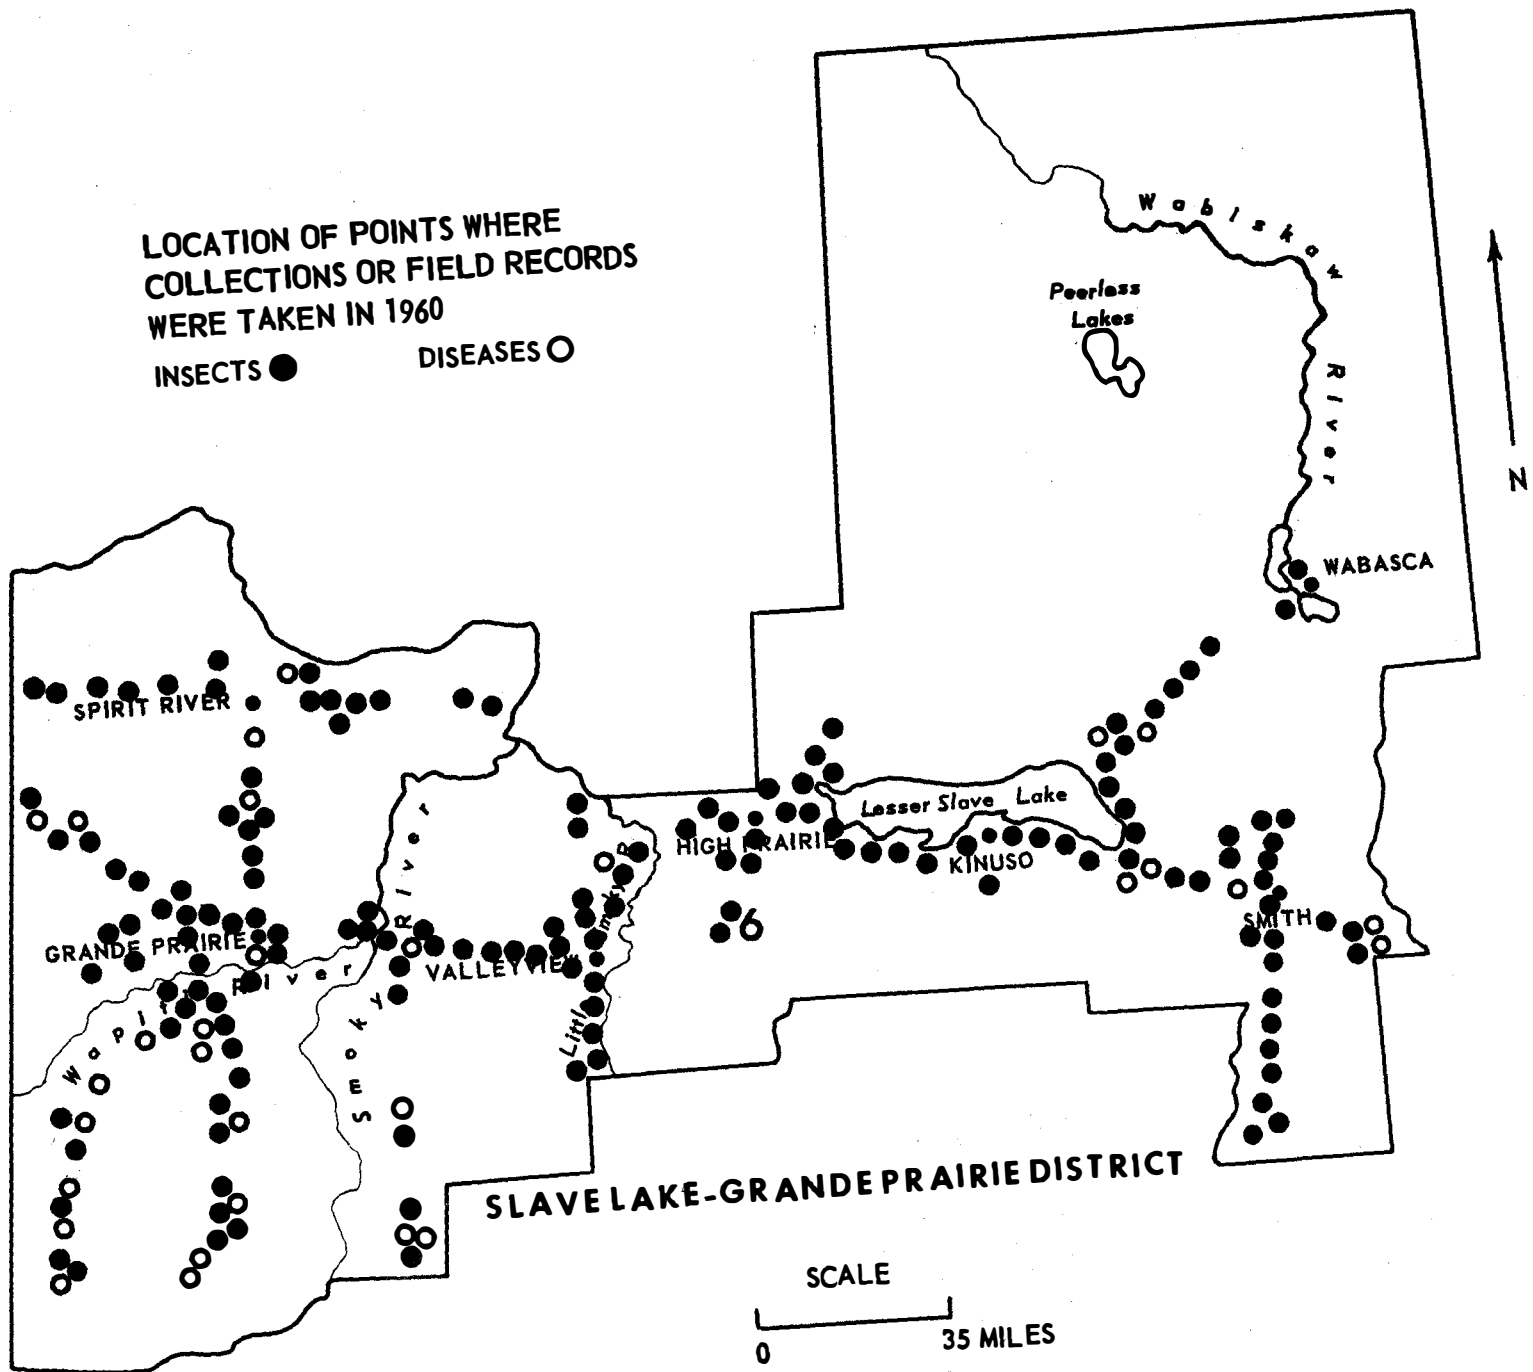 LOCATION OF POINTS WHERE
COLLECTIONS OR FIELD RECORDS
WERE TAKEN IN 1960
INSECTS
DISEASES
Wabiskaw River
Peerless
Lakes
N
WABASCA
SPIRIT RIVER
Lesser Slave Lake
HIGH PRAIRIE
KINUSO
SMITH
GRANDE PRAIRIE
VALLEYVIEW
Wapiti River
Smoky River
Little Smoky R
SLAVE LAKE-GRANDE PRAIRIE DISTRICT
SCALE
0 35 MILES